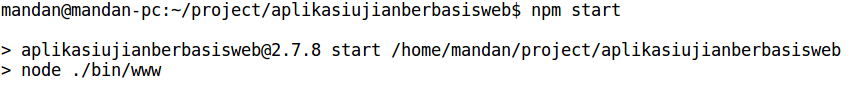 mandan@mandan-pc:~/project/aplikasiujianberbasisweb$ npm start
> aplikasiujianberbasisweb@2.7.8 start /home/mandan/project/aplikasiujianberbasisweb
> node ./bin/www